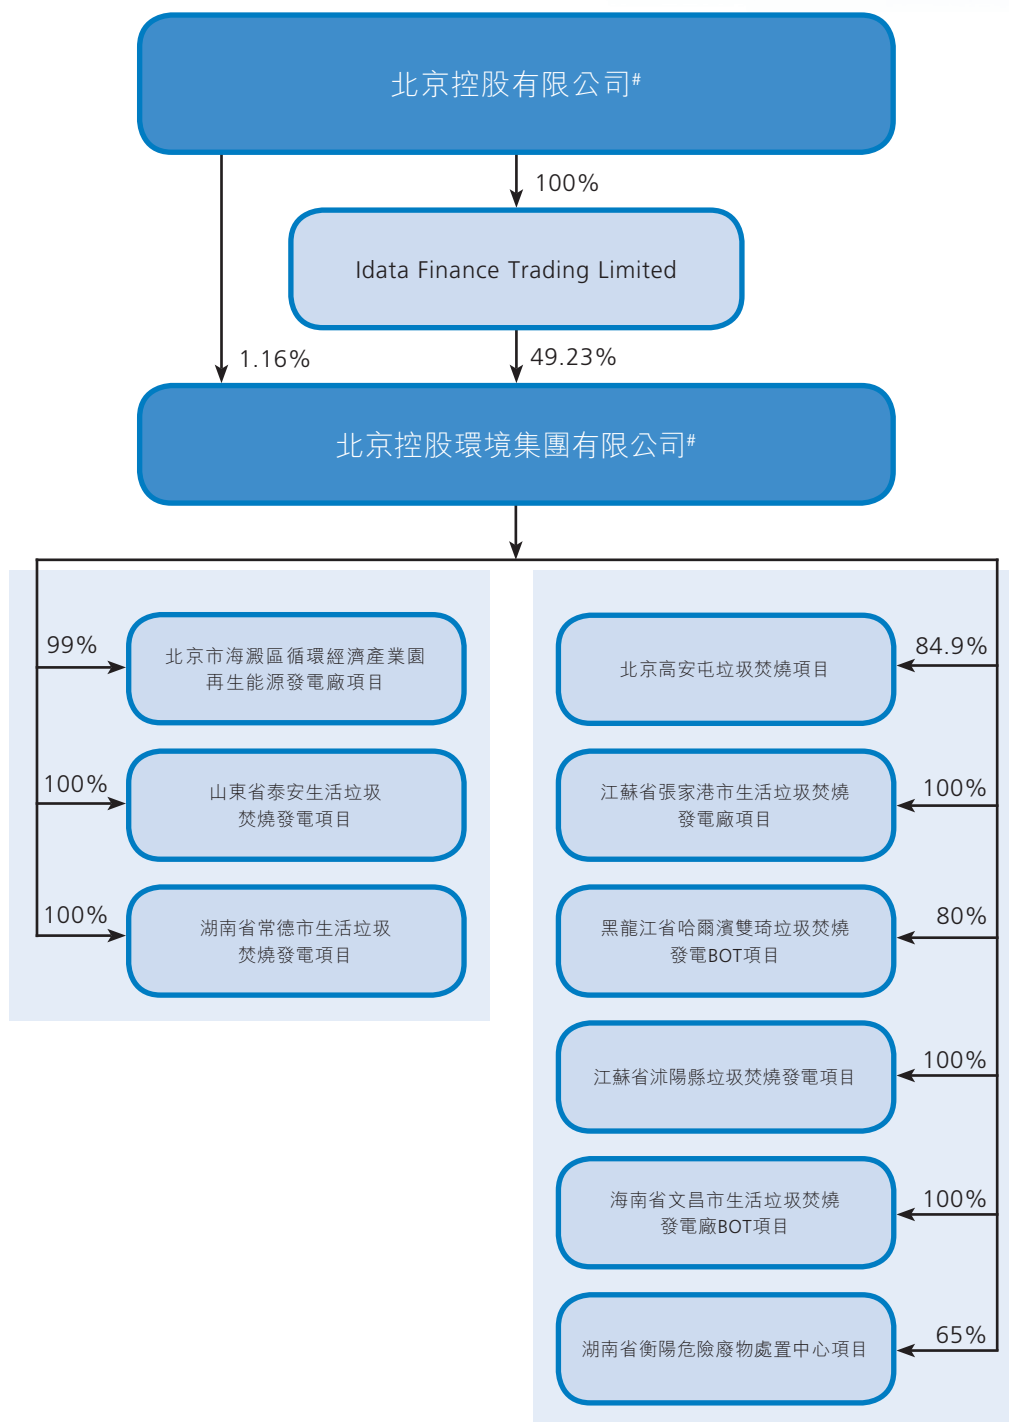 北京控股有限公司#
100%
Idata Finance Trading Limited
1.16%
49.23%
北京控股環境集團有限公司#
99%
北京市海澱區循環經濟產業園
再生能源發電廠項目
100%
山東省泰安生活垃圾
焚燒發電項目
100%
湖南省常德市生活垃圾
焚燒發電項目
84.9%
北京高安屯垃圾焚燒項目
100%
江蘇省張家港市生活垃圾焚燒
發電廠項目
80%
黑龍江省哈爾濱雙琦垃圾焚燒
發電BOT項目
100%
江蘇省沭陽縣垃圾焚燒發電項目
100%
海南省文昌市生活垃圾焚燒
發電廠BOT項目
65%
湖南省衡陽危險廢物處置中心項目